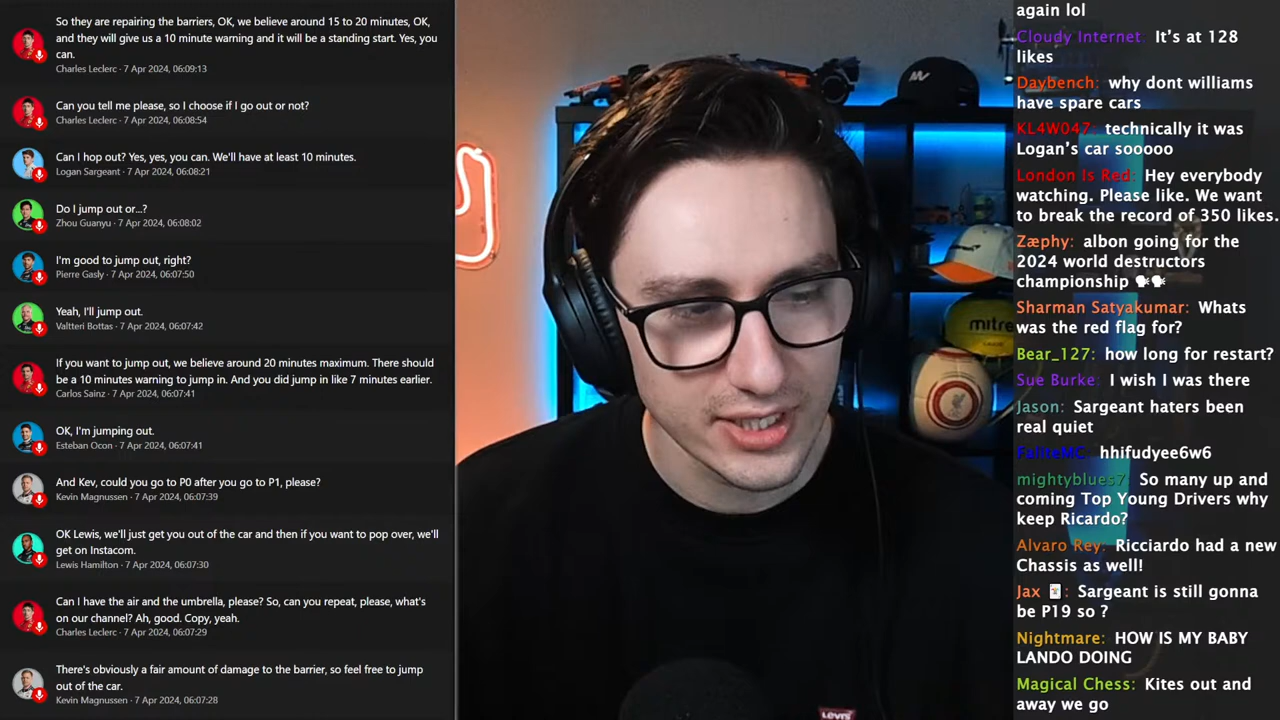 So they are repairing the barriers, OK, we believe around 15 to 20 minutes, OK,
and they will give us a 10 minute warning and it will be a standing start. Yes, you
can.
Charles Leclerc · 7 Apr 2024, 06:09:13
Can you tell me please, so I choose if I go out or not?
Charles Leclerc · 7 Apr 2024, 06:08:54
Can I hop out? Yes, yes, you can. We'll have at least 10 minutes.
Logan Sargeant · 7 Apr 2024, 06:08:21
Do I jump out or...?
Zhou Guanyu · 7 Apr 2024, 06:08:02
I'm good to jump out, right?
Pierre Gasly · 7 Apr 2024, 06:07:50
Yeah, I'll jump out.
Valtteri Bottas · 7 Apr 2024, 06:07:42
If you want to jump out, we believe around 20 minutes maximum. There should
be a 10 minutes warning to jump in. And you did jump in like 7 minutes earlier.
Carlos Sainz · 7 Apr 2024, 06:07:41
OK, I'm jumping out.
Esteban Ocon · 7 Apr 2024, 06:07:41
And Kev, could you go to P0 after you go to P1, please?
Kevin Magnussen · 7 Apr 2024, 06:07:39
OK Lewis, we'll just get you out of the car and then if you want to pop over, we'll
get on Instacom.
Lewis Hamilton · 7 Apr 2024, 06:07:30
Can I have the air and the umbrella, please? So, can you repeat, please, what's
on our channel? Ah, good. Copy, yeah.
Charles Leclerc · 7 Apr 2024, 06:07:29
There's obviously a fair amount of damage to the barrier, so feel free to jump
out of the car.
Kevin Magnussen · 7 Apr 2024, 06:07:28
mitre
Levi's
again lol
Cloudy Internet: It's at 128
likes
Daybench: why dont williams
have spare cars
KL4W047: technically it was
Logan's car sooooo
London Is Red: Hey everybody
watching. Please like. We want
to break the record of 350 likes.
Zæphy: albon going for the
2024 world destructors
championship 🗣️🗣️
Sharman Satyakumar: Whats
was the red flag for?
Bear_127: how long for restart?
Sue Burke: I wish I was there
Jason: Sargeant haters been
real quiet
FaliteMC: hhifudyee6w6
mightyblues7: So many up and
coming Top Young Drivers why
keep Ricardo?
Alvaro Rey: Ricciardo had a new
Chassis as well!
Jax 🃏: Sargeant is still gonna
be P19 so ?
Nightmare: HOW IS MY BABY
LANDO DOING
Magical Chess: Kites out and
away we go